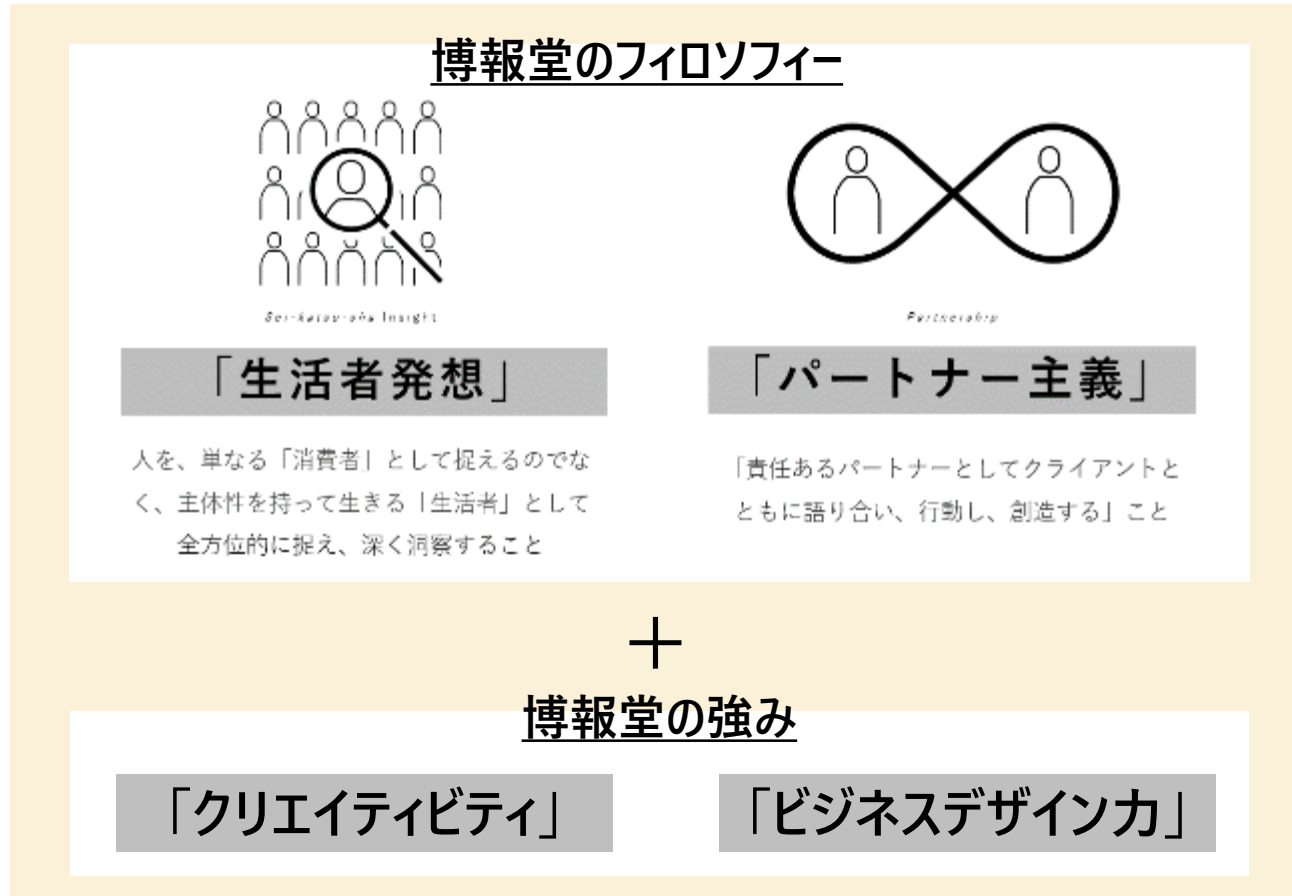 博報堂のフィロソフィー
Sei-katsu-sha Insight
Partnership
「生活者発想」
「パートナー主義」
人を、単なる「消費者」として捉えるのでな
く、主体性を持って生きる「生活者」として
全方位的に捉え、深く洞察すること
「責任あるパートナーとしてクライアントと
ともに語り合い、行動し、創造する」こと
＋
博報堂の強み
「クリエイティビティ」
「ビジネスデザイン力」